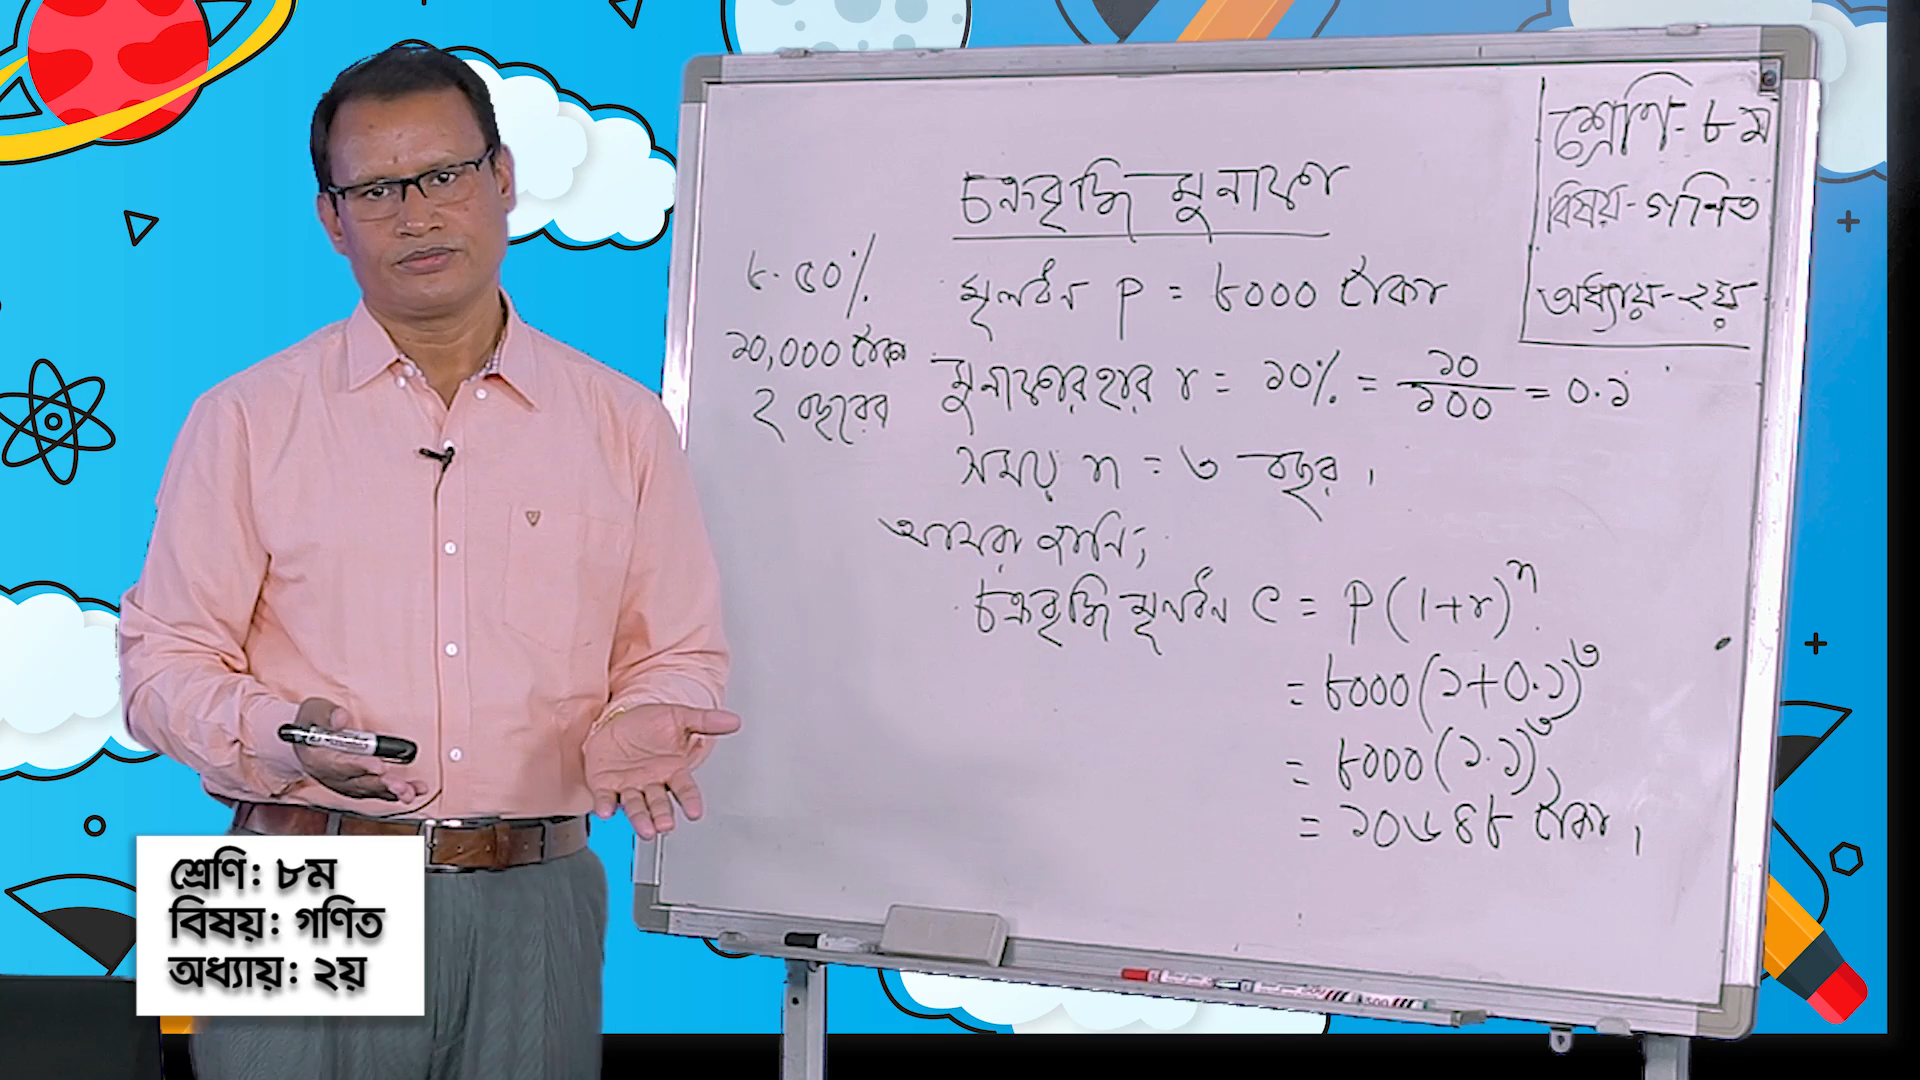 চক্রবৃদ্ধি মুনাফা
মূলধন P = ৮০০০ টাকা
মুনাফার হার r = ১০% = ১০/১০০ = ০.১
সময় n = ৩ বছর।
আমরা জানি,
চক্রবৃদ্ধি মূলধন C = P(1+r)ⁿ
= ৮০০০(১+০.১)³
= ৮০০০(১.১)³
= ১০৬৪৮ টাকা।
৮.৫০%
১০,০০০ টাকা
২ বছরের
শ্রেণি- ৮ম
বিষয়- গণিত
অধ্যায়- ২য়
শ্রেণি: ৮ম
বিষয়: গণিত
অধ্যায়: ২য়